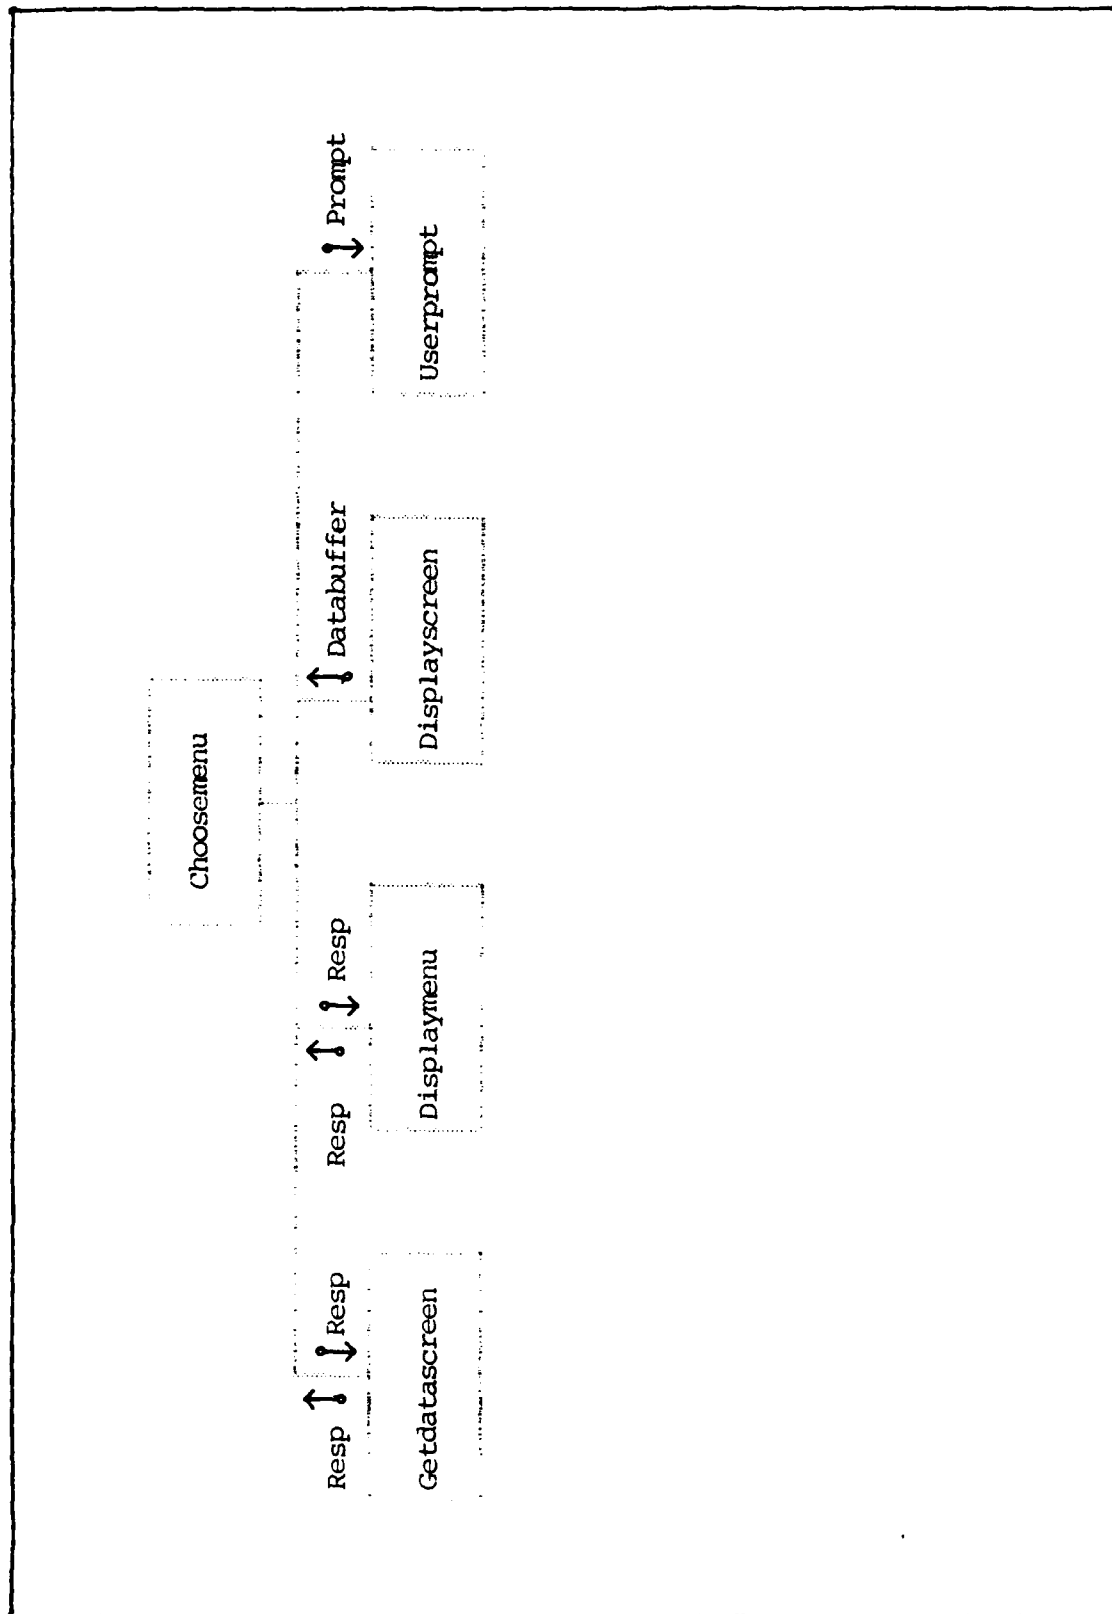 Choosemenu
Resp
Resp
Resp
Resp
Databuffer
Prompt
Getdatascreen
Displaymenu
Displayscreen
Userprompt